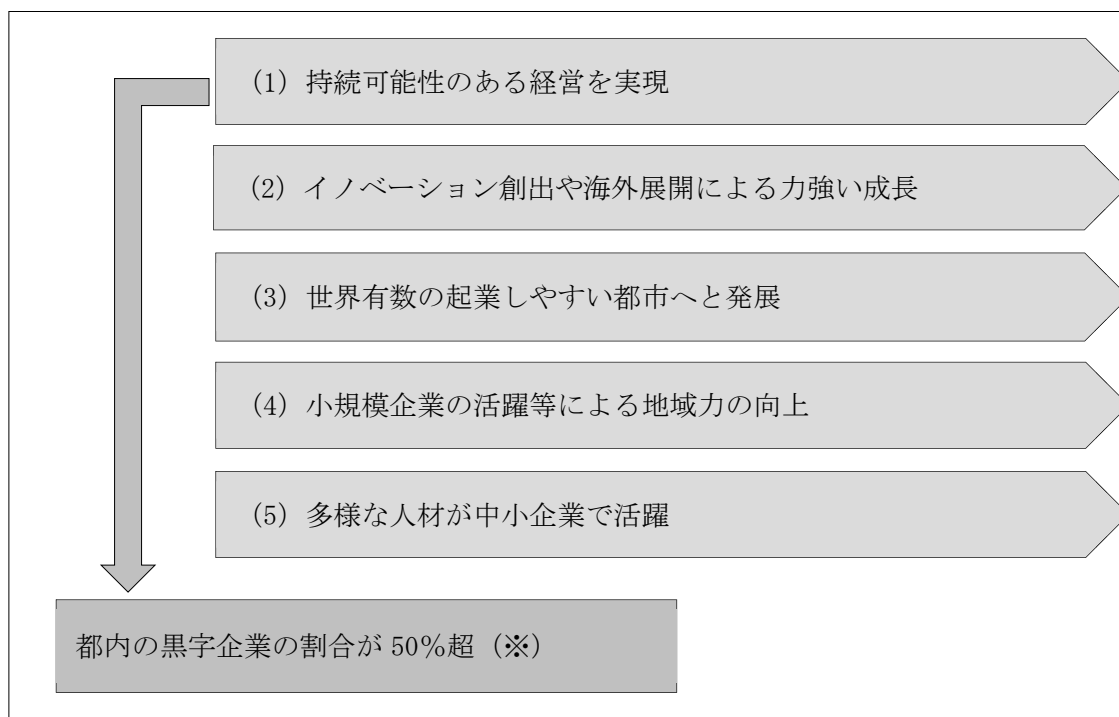 (1) 持続可能性のある経営を実現
(2) イノベーション創出や海外展開による力強い成長
(3) 世界有数の起業しやすい都市へと発展
(4) 小規模企業の活躍等による地域力の向上
(5) 多様な人材が中小企業で活躍
都内の黒字企業の割合が 50％超（※）